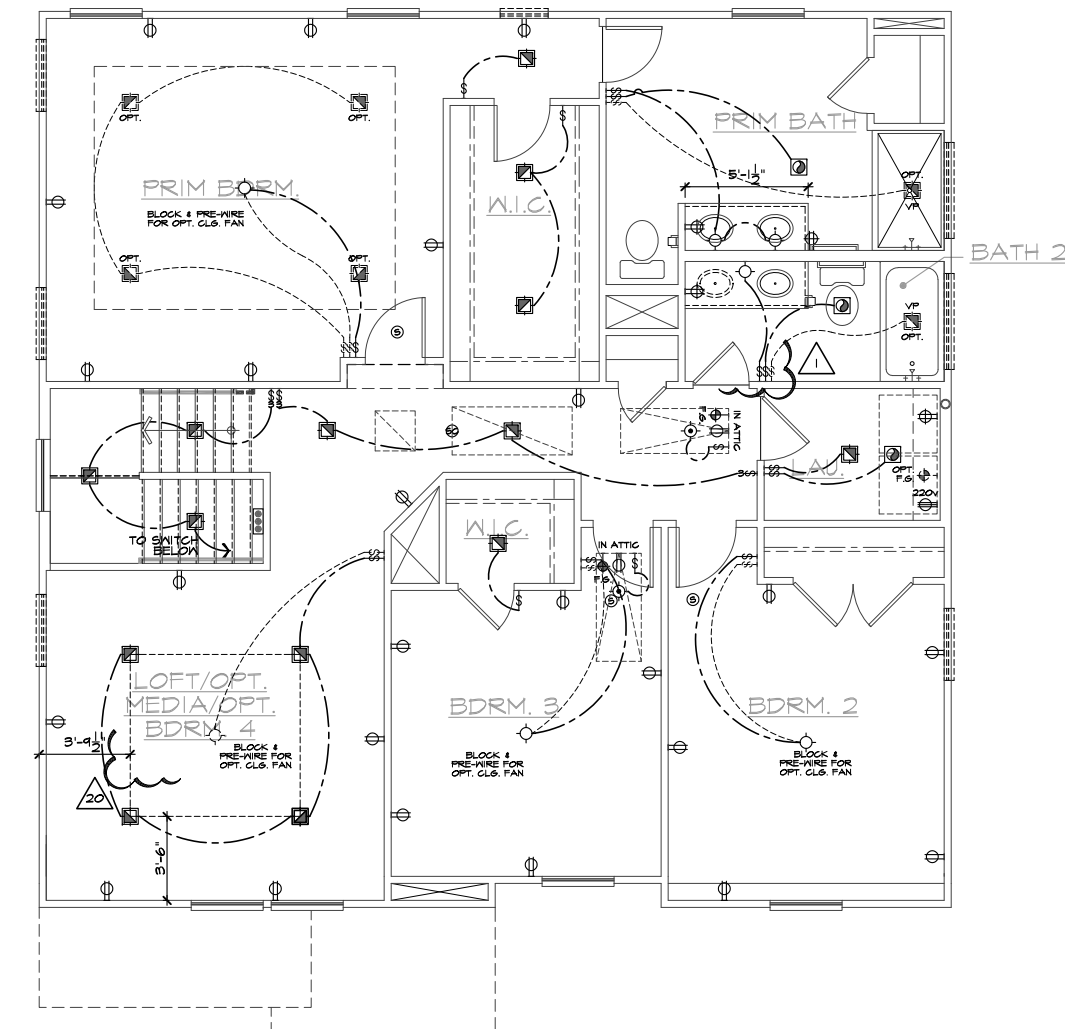 OPT.
OPT.
PRIM BATH
5'-1½"
OPT.
VP
PRIM BDRM.
BLOCK & PRE-WIRE
FOR OPT. CLG. FAN
W.I.C.
BATH 2
OPT.
OPT.
VP
OPT.
S
1
F.G.
IN ATTIC
LAU.
OPT.
F.G.
220v
TO SWITCH
BELOW
W.I.C.
IN ATTIC
F.G.
S
S
LOFT/OPT.
MEDIA/OPT.
BDRM. 4
BDRM. 3
BDRM. 2
3'-9½"
BLOCK &
PRE-WIRE FOR
OPT. CLG. FAN
BLOCK &
PRE-WIRE FOR
OPT. CLG. FAN
BLOCK &
PRE-WIRE FOR
OPT. CLG. FAN
20
3'-6"